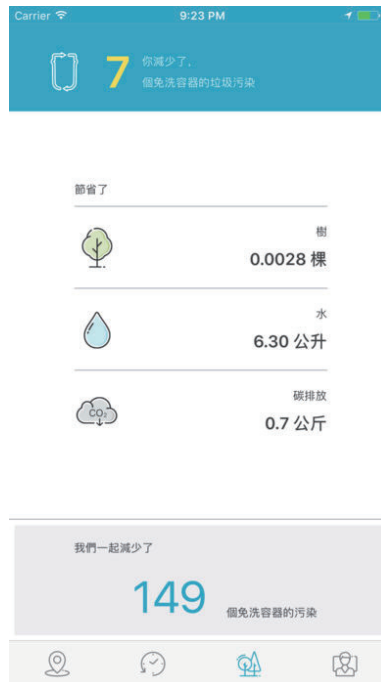 Carrier
9:23 PM
7
你減少了,
個免洗容器的垃圾污染
節省了
樹
0.0028 棵
水
6.30 公升
CO₂
碳排放
0.7 公斤
我們一起減少了
149
個免洗容器的污染